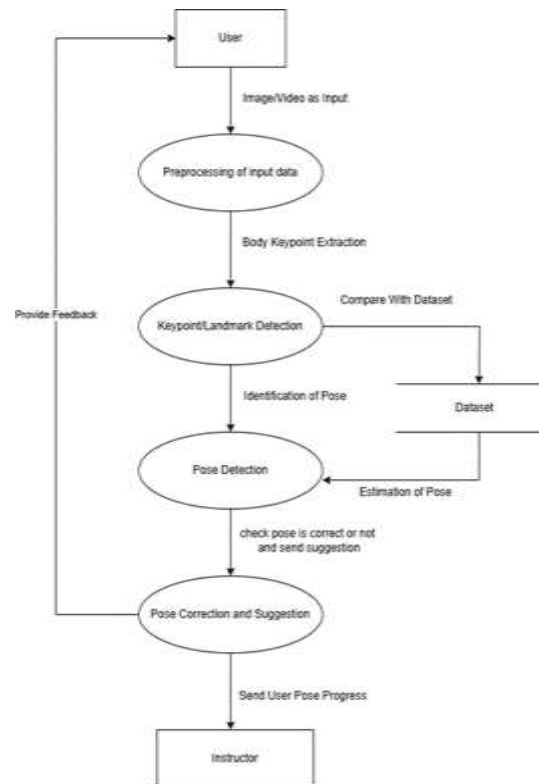 User
Image/Video as Input
Preprocessing of input data
Body Keypoint Extraction
Compare With Dataset
Provide Feedback
Keypoint/Landmark Detection
Identification of Pose
Dataset
Pose Detection
Estimation of Pose
check pose is correct or not
and send suggestion
Pose Correction and Suggestion
Send User Pose Progress
Instructor